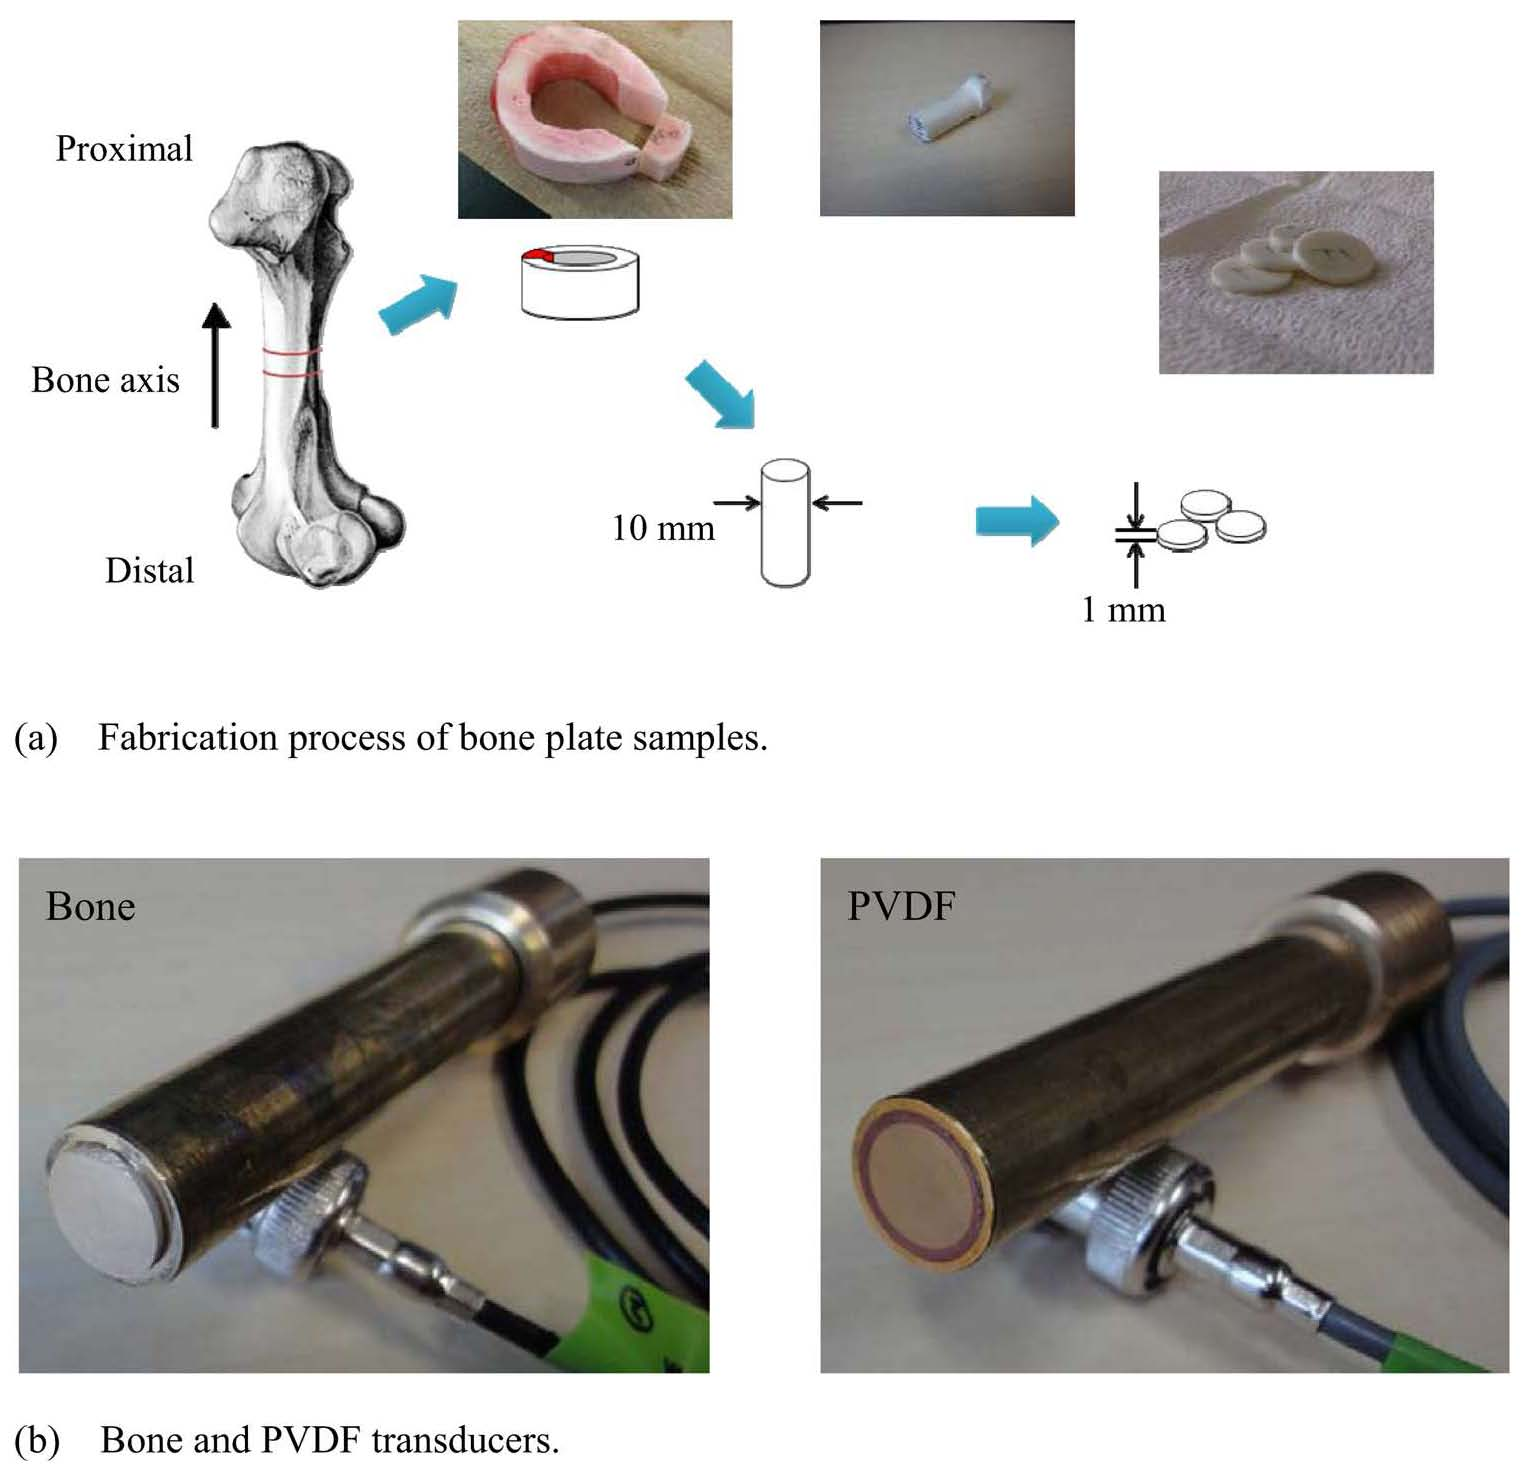 Proximal
Bone axis
Distal
10 mm
1 mm
(a) Fabrication process of bone plate samples.
Bone
PVDF
(b) Bone and PVDF transducers.